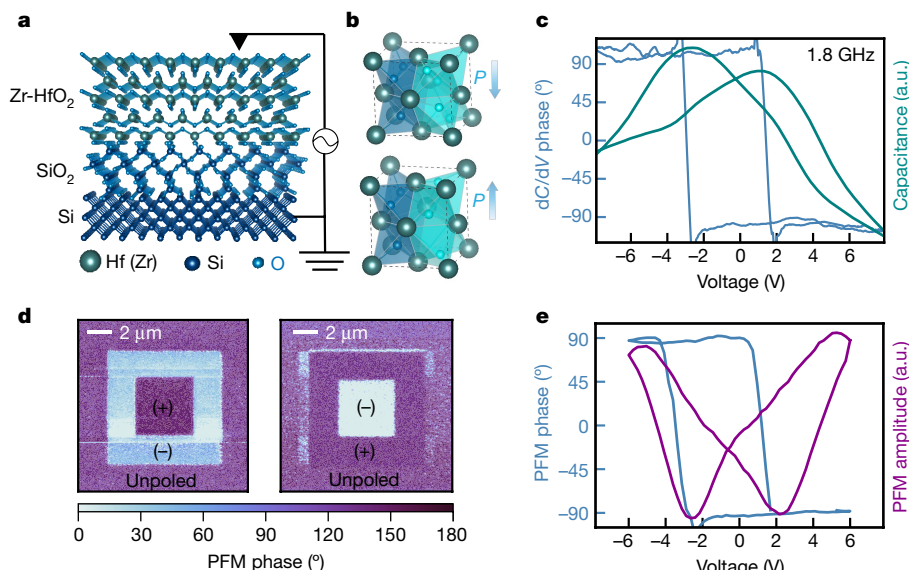 a
Zr-HfO2
SiO2
Si
Hf (Zr)
Si
O
b
P
P
c
1.8 GHz
dC/dV phase (º)
90
45
0
−45
−90
Capacitance (a.u.)
−6 −4 −2 0 2 4 6
Voltage (V)
d
2 μm
(+)
(−)
Unpoled
2 μm
(−)
(+)
Unpoled
0 30 60 90 120 150 180
PFM phase (º)
e
PFM phase (º)
90
45
0
−45
−90
PFM amplitude (a.u.)
−6 −4 −2 0 2 4 6
Voltage (V)